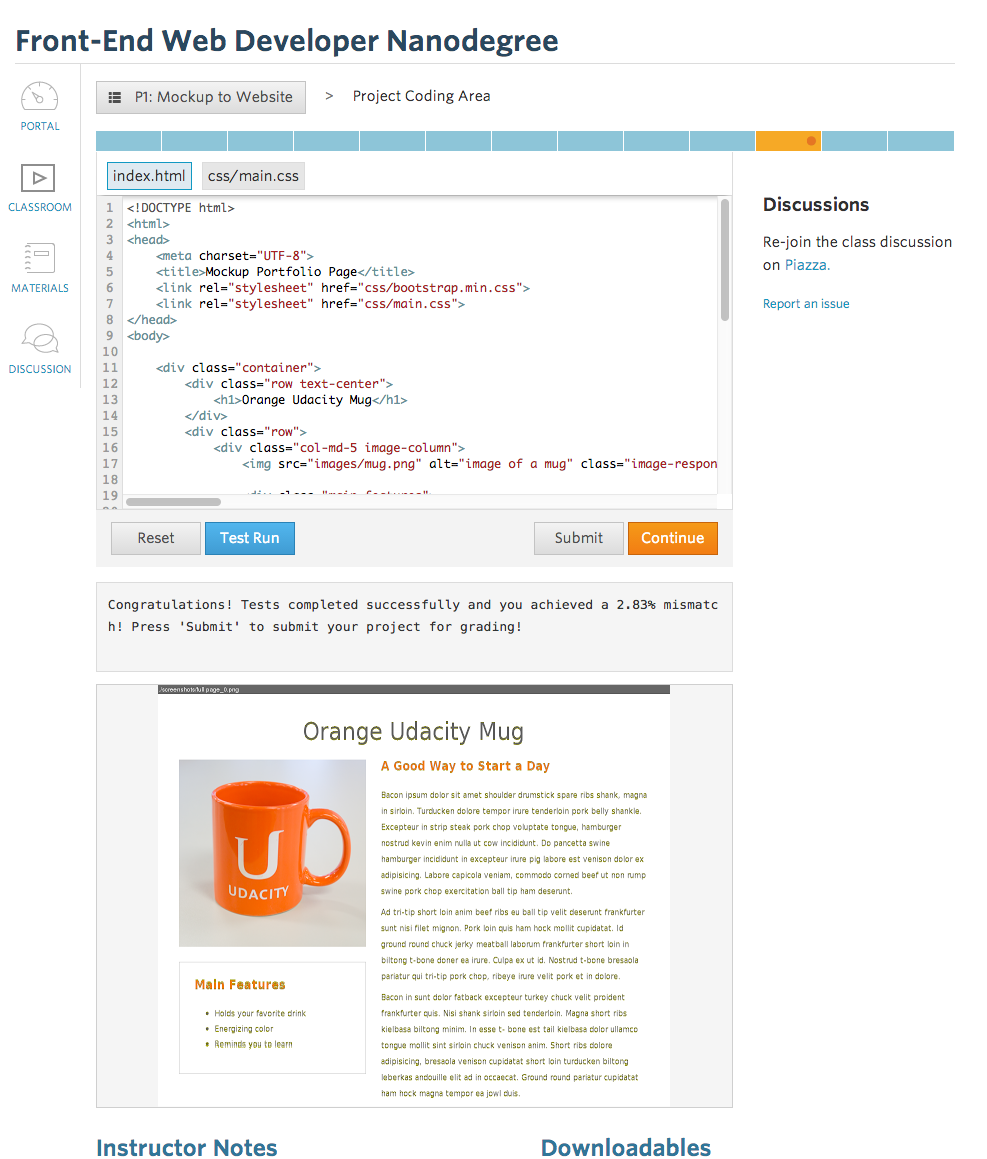 Front-End Web Developer Nanodegree
PORTAL
CLASSROOM
MATERIALS
DISCUSSION
P1: Mockup to Website > Project Coding Area
index.html css/main.css
1 <!DOCTYPE html>
2 <html>
3 <head>
4 <meta charset="UTF-8">
5 <title>Mockup Portfolio Page</title>
6 <link rel="stylesheet" href="css/bootstrap.min.css">
7 <link rel="stylesheet" href="css/main.css">
8 </head>
9 <body>
10
11 <div class="container">
12 <div class="row text-center">
13 <h1>Orange Udacity Mug</h1>
14 </div>
15 <div class="row">
16 <div class="col-md-5 image-column">
17 <img src="images/mug.png" alt="image of a mug" class="image-respon
18
19 <div class="main-features"
Reset Test Run Submit Continue
Discussions
Re-join the class discussion
on Piazza.
Report an issue
Congratulations! Tests completed successfully and you achieved a 2.83% mismatc
h! Press 'Submit' to submit your project for grading!
./screenshots/full page_0.png
Orange Udacity Mug
U
UDACITY
Main Features
• Holds your favorite drink
• Energizing color
• Reminds you to learn
A Good Way to Start a Day
Bacon ipsum dolor sit amet shoulder drumstick spare ribs shank, magna
in sirloin. Turducken dolore tempor irure tenderloin pork belly shankle.
Excepteur in strip steak pork chop voluptate tongue, hamburger
nostrud kevin enim nulla ut cow incididunt. Do pancetta swine
hamburger incididunt in excepteur irure pig labore est venison dolor ex
adipisicing. Labore capicola veniam, commodo corned beef ut non rump
swine pork chop exercitation ball tip ham deserunt.
Ad tri-tip short loin anim beef ribs eu ball tip velit deserunt frankfurter
sunt nisi filet mignon. Pork loin quis ham hock mollit cupidatat. Id
ground round chuck jerky meatball laborum frankfurter short loin in
biltong t-bone doner ea irure. Culpa ex ut id. Nostrud t-bone bresaola
pariatur qui tri-tip pork chop, ribeye irure velit pork et in dolore.
Bacon in sunt dolor fatback excepteur turkey chuck velit proident
frankfurter quis. Nisi shank sirloin sed tenderloin. Magna short ribs
kielbasa biltong minim. In esse t- bone est tail kielbasa dolor ullamco
tongue mollit sint sirloin chuck venison anim. Short ribs dolore
adipisicing, bresaola venison cupidatat short loin turducken biltong
leberkas andouille elit ad in occaecat. Ground round pariatur cupidatat
ham hock magna tempor ea jowl duis.
Instructor Notes
Downloadables